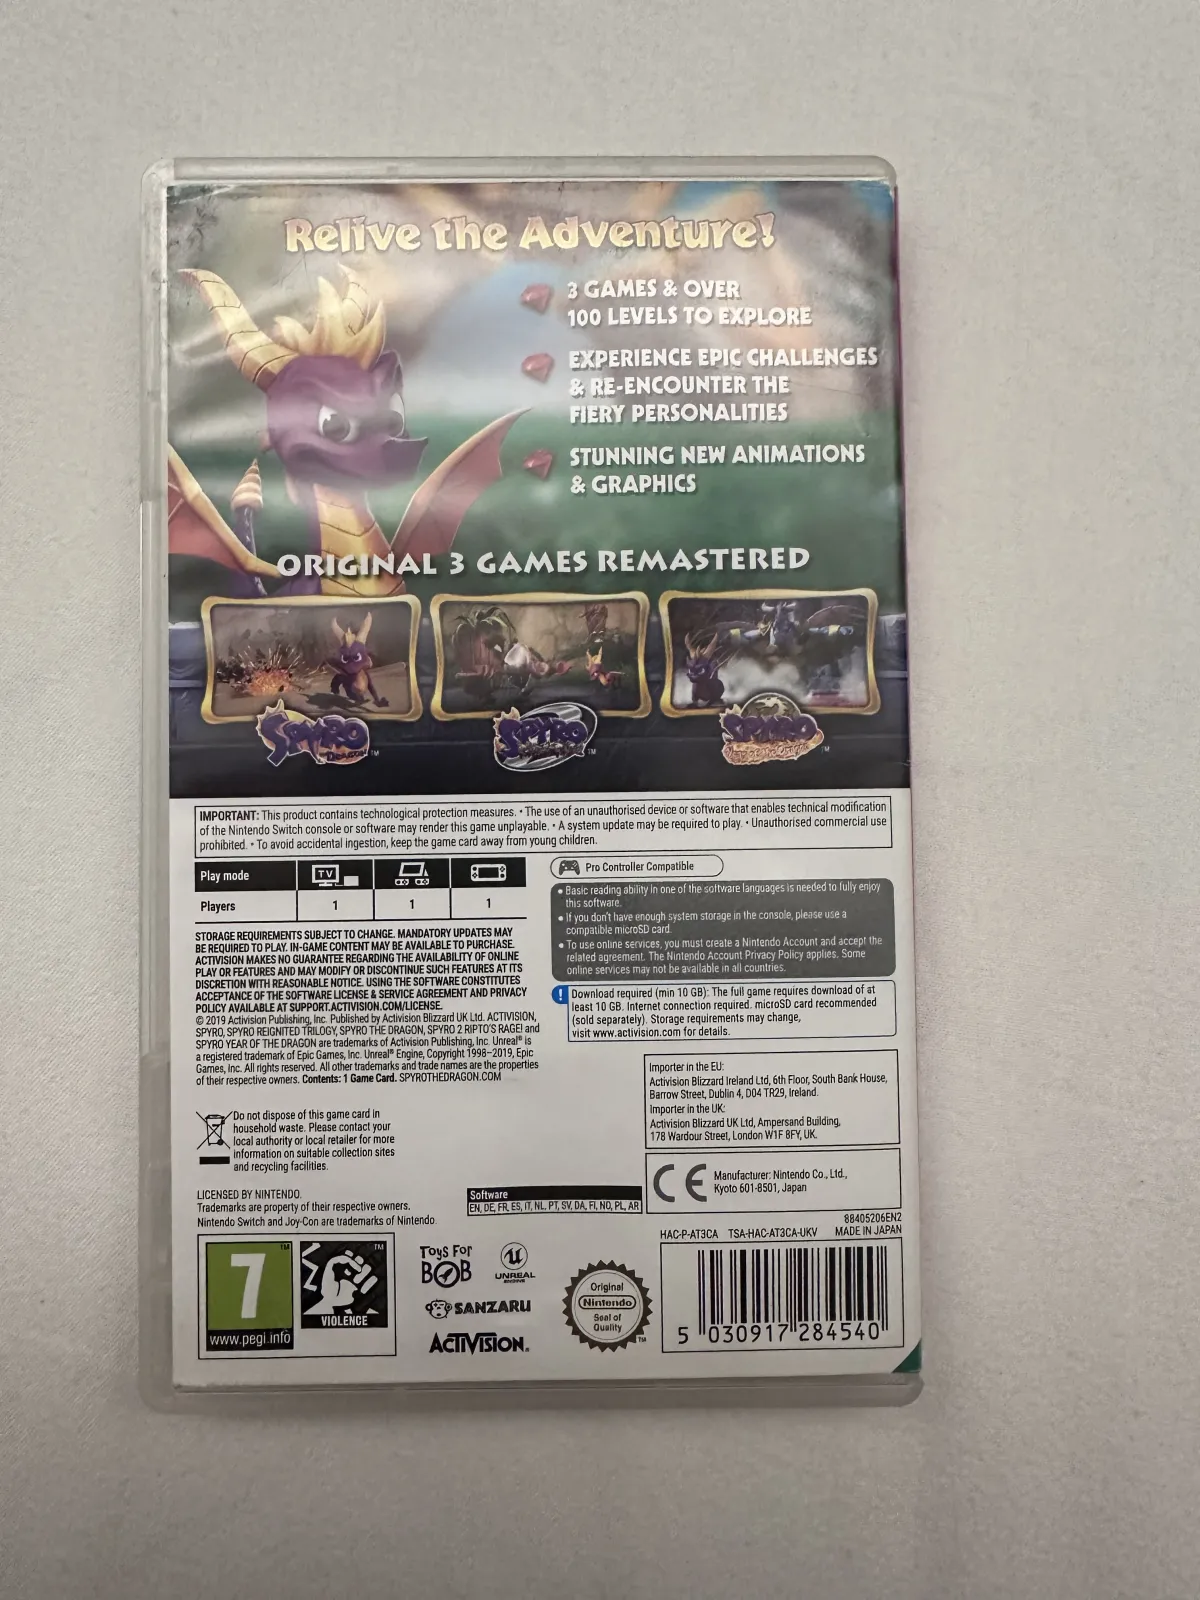 Relive the Adventure!
3 GAMES & OVER
100 LEVELS TO EXPLORE
EXPERIENCE EPIC CHALLENGES
& RE-ENCOUNTER THE
FIERY PERSONALITIES
STUNNING NEW ANIMATIONS
& GRAPHICS
ORIGINAL 3 GAMES REMASTERED
SPYRO THE DRAGON™
SPYRO ™
SPYRO YEAR OF THE DRAGON ™
IMPORTANT: This product contains technological protection measures. • The use of an unauthorised device or software that enables technical modification
of the Nintendo Switch console or software may render this game unplayable. • A system update may be required to play. • Unauthorised commercial use
prohibited. • To avoid accidental ingestion, keep the game card away from young children.
Play mode TV
Players 1 1 1
Pro Controller Compatible
• Basic reading ability in one of the software languages is needed to fully enjoy
this software.
• If you don't have enough system storage in the console, please use a
compatible microSD card.
• To use online services, you must create a Nintendo Account and accept the
related agreement. The Nintendo Account Privacy Policy applies. Some
online services may not be available in all countries.
! Download required (min 10 GB): The full game requires download of at
least 10 GB. Internet connection required. microSD card recommended
(sold separately). Storage requirements may change,
visit www.activision.com for details.
STORAGE REQUIREMENTS SUBJECT TO CHANGE. MANDATORY UPDATES MAY
BE REQUIRED TO PLAY. IN-GAME CONTENT MAY BE AVAILABLE TO PURCHASE.
ACTIVISION MAKES NO GUARANTEE REGARDING THE AVAILABILITY OF ONLINE
PLAY OR FEATURES AND MAY MODIFY OR DISCONTINUE SUCH FEATURES AT ITS
DISCRETION WITH REASONABLE NOTICE. USING THE SOFTWARE CONSTITUTES
ACCEPTANCE OF THE SOFTWARE LICENSE & SERVICE AGREEMENT AND PRIVACY
POLICY AVAILABLE AT SUPPORT.ACTIVISION.COM/LICENSE.
© 2019 Activision Publishing, Inc. Published by Activision Blizzard UK Ltd. ACTIVISION,
SPYRO, SPYRO REIGNITED TRILOGY, SPYRO THE DRAGON, SPYRO 2 RIPTO'S RAGE! and
SPYRO YEAR OF THE DRAGON are trademarks of Activision Publishing, Inc. Unreal® is
a registered trademark of Epic Games, Inc. Unreal® Engine, Copyright 1998–2019, Epic
Games, Inc. All rights reserved. All other trademarks and trade names are the properties
of their respective owners. Contents: 1 Game Card. SPYROTHEDRAGON.COM
Importer in the EU:
Activision Blizzard Ireland Ltd, 6th Floor, South Bank House,
Barrow Street, Dublin 4, D04 TR29, Ireland.
Importer in the UK:
Activision Blizzard UK Ltd, Ampersand Building,
178 Wardour Street, London W1F 8FY, UK.
Do not dispose of this game card in
household waste. Please contact your
local authority or local retailer for more
information on suitable collection sites
and recycling facilities.
CE Manufacturer: Nintendo Co., Ltd.,
Kyoto 601-8501, Japan
LICENSED BY NINTENDO.
Trademarks are property of their respective owners.
Nintendo Switch and Joy-Con are trademarks of Nintendo.
Software
EN, DE, FR, ES, IT, NL, PT, SV, DA, FI, NO, PL, AR
88405206EN2
HAC-P-AT3CA TSA-HAC-AT3CA-UKV MADE IN JAPAN
7 ™
www.pegi.info
™
VIOLENCE
TOYS FOR
BOB
UNREAL
ENGINE
SANZARU
ACTIVISION.
Original
Nintendo
Seal of
Quality
™
5 030917 284540